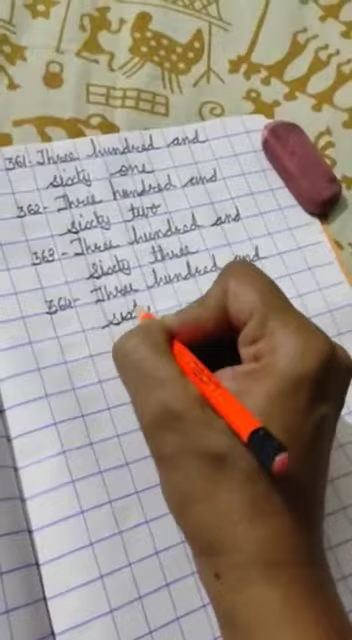 361- Three hundred and
sixty one
362- Three hundred and
sixty two
363- Three hundred and
sixty three
364- Three hundred and
sixt